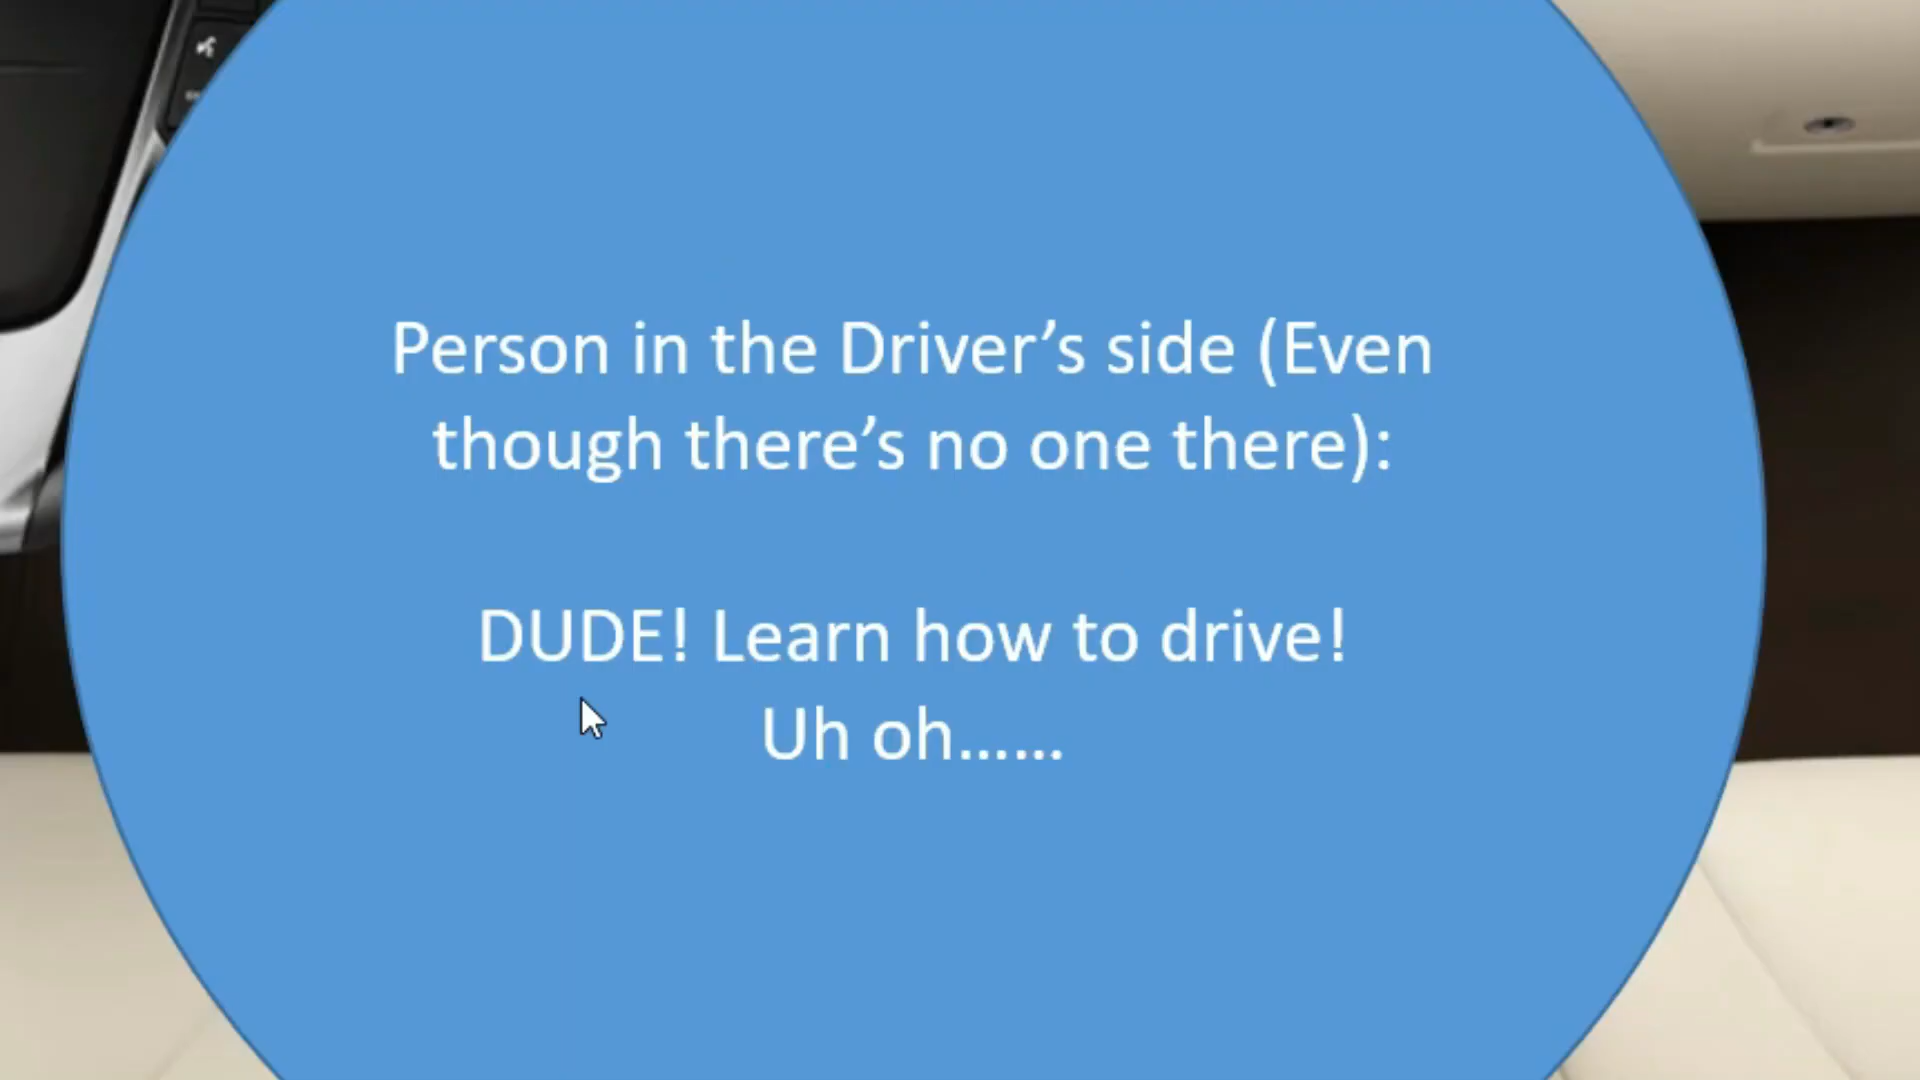 Person in the Driver’s side (Even
though there’s no one there):
DUDE! Learn how to drive!
Uh oh……